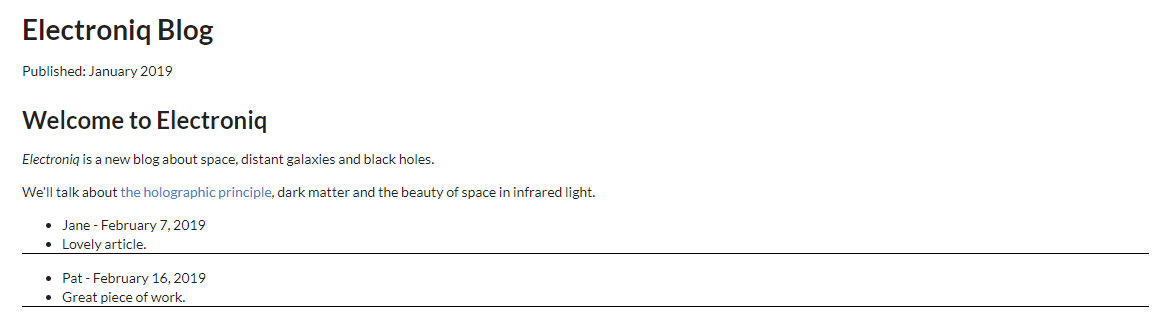 Electroniq Blog
Published: January 2019
Welcome to Electroniq
Electroniq is a new blog about space, distant galaxies and black holes.
We'll talk about the holographic principle, dark matter and the beauty of space in infrared light.
• Jane - February 7, 2019
• Lovely article.
• Pat - February 16, 2019
• Great piece of work.